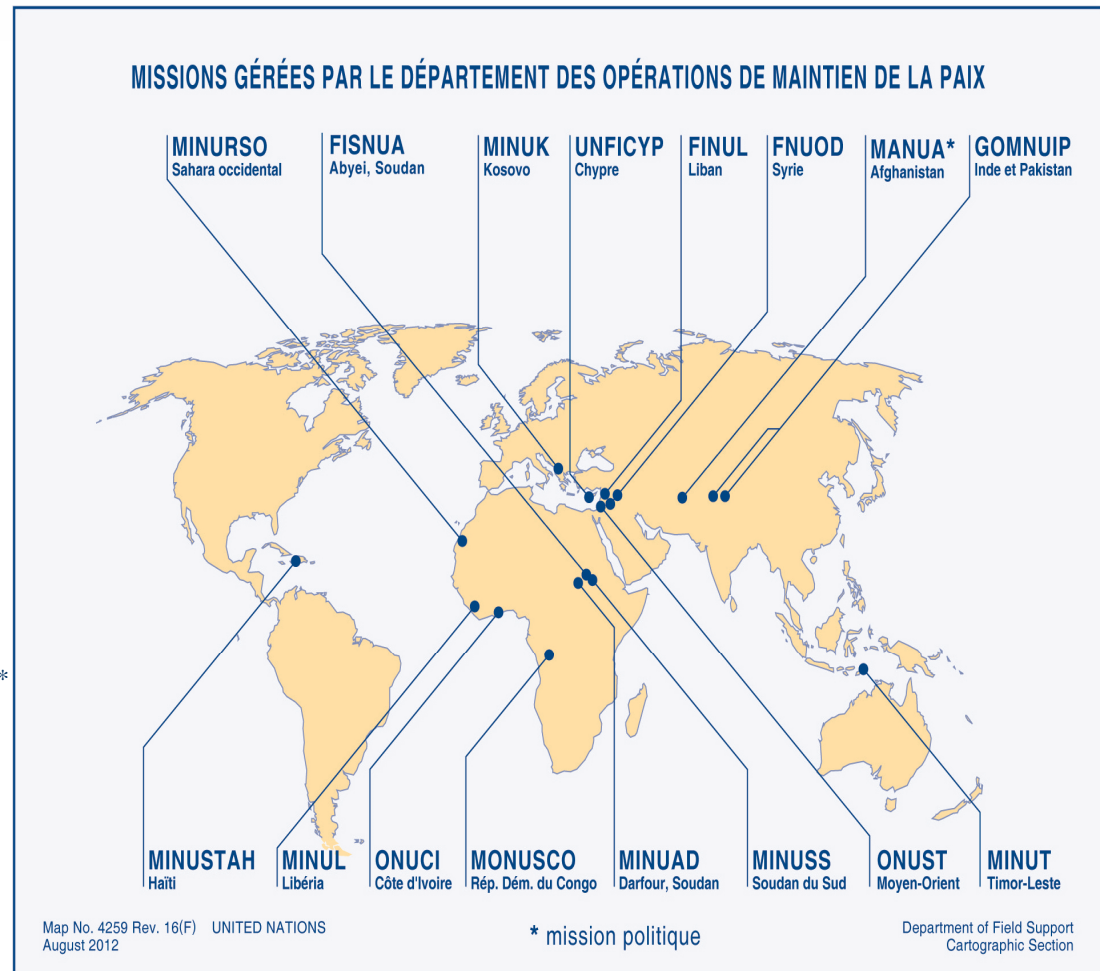 MISSIONS GÉRÉES PAR LE DÉPARTEMENT DES OPÉRATIONS DE MAINTIEN DE LA PAIX
MINURSO
Sahara occidental
FISNUA
Abyei, Soudan
MINUK
Kosovo
UNFICYP
Chypre
FINUL
Liban
FNUOD
Syrie
MANUA*
Afghanistan
GOMNUIP
Inde et Pakistan
*
MINUSTAH
Haïti
MINUL
Libéria
ONUCI
Côte d'Ivoire
MONUSCO
Rép. Dém. du Congo
MINUAD
Darfour, Soudan
MINUSS
Soudan du Sud
ONUST
Moyen-Orient
MINUT
Timor-Leste
Map No. 4259 Rev. 16(F) UNITED NATIONS
August 2012
* mission politique
Department of Field Support
Cartographic Section